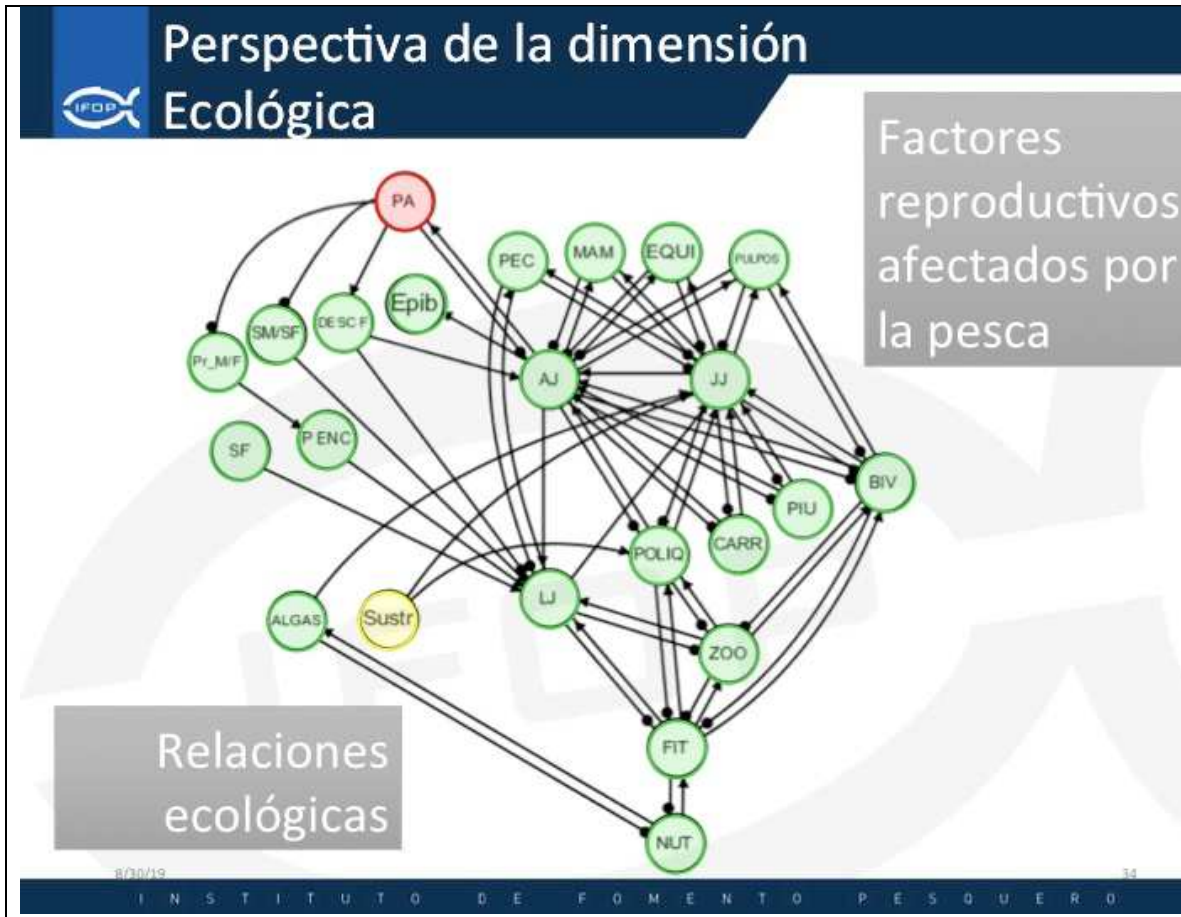 Perspectiva de la dimensión
Ecológica
IFOP
Factores
reproductivos
afectados por
la pesca
PA
PEC
MAM
EQUI
PULPOS
Epib
DESC F
SM/SF
Pr_M/F
AJ
JJ
SF
P ENC
BIV
PIU
CARR
POLIQ
LJ
ALGAS
Sustr
ZOO
FIT
NUT
Relaciones
ecológicas
8/30/19
34
INSTITUTO DE FOMENTO PESQUERO